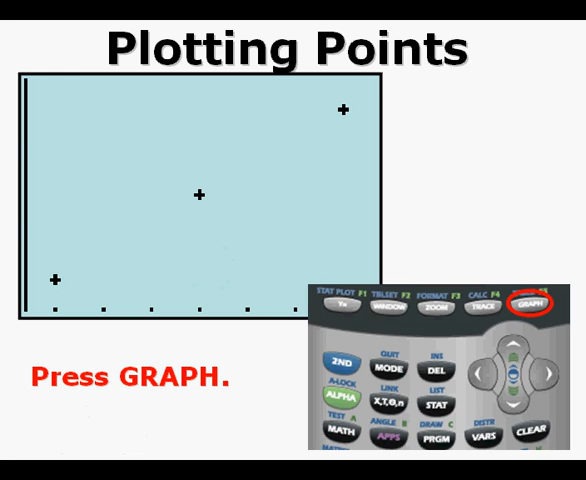 Plotting Points
STAT PLOT F1 TBLSET F2 FORMAT F3 CALC F4 F5
Y= WINDOW ZOOM TRACE GRAPH
QUIT INS
2ND MODE DEL
A-LOCK LINK LIST
Press GRAPH.
ALPHA X,T,Θ,n STAT
TEST A ANGLE B DRAW C DISTR
MATH APPS PRGM VARS CLEAR